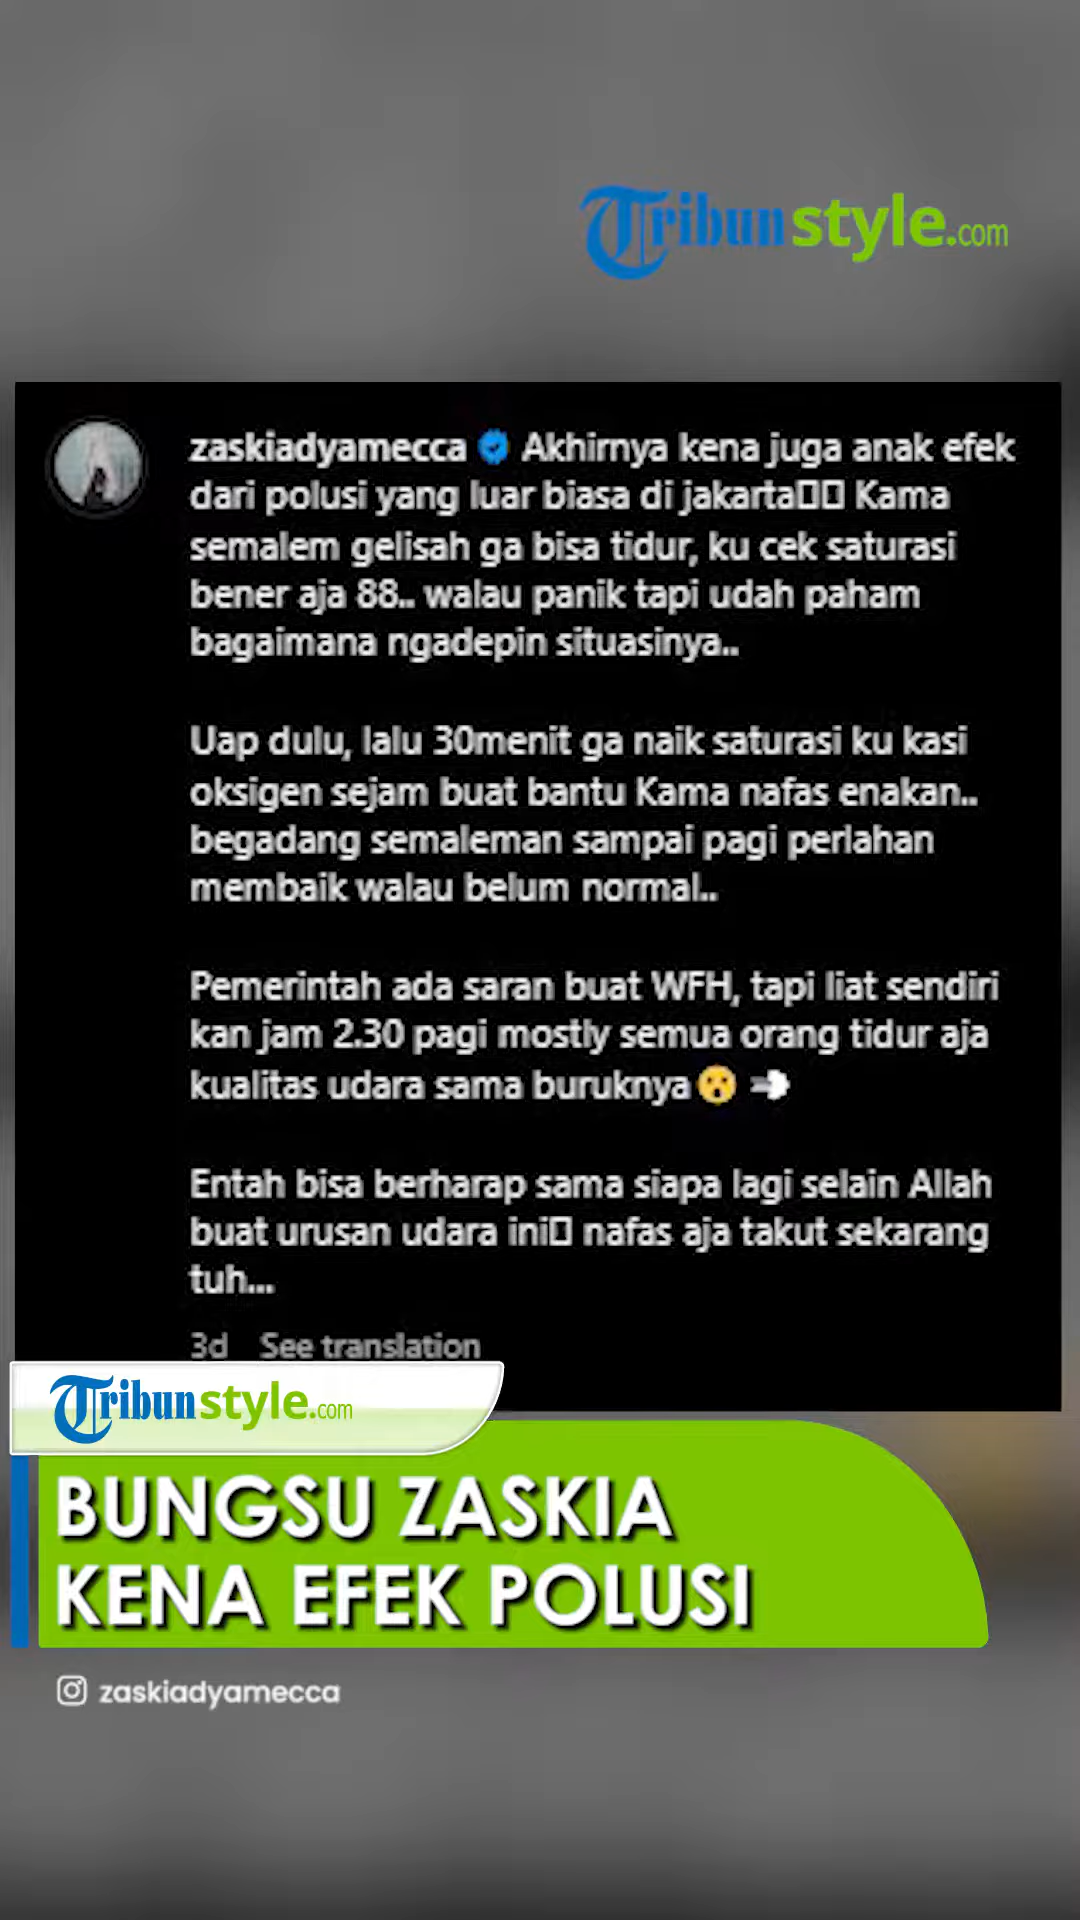 Tribunstyle.com
zaskiadyamecca Akhirnya kena juga anak efek
dari polusi yang luar biasa di jakarta Kama
semalem gelisah ga bisa tidur, ku cek saturasi
bener aja 88.. walau panik tapi udah paham
bagaimana ngadepin situasinya..
Uap dulu, lalu 30menit ga naik saturasi ku kasi
oksigen sejam buat bantu Kama nafas enakan..
begadang semaleman sampai pagi perlahan
membaik walau belum normal..
Pemerintah ada saran buat WFH, tapi liat sendiri
kan jam 2.30 pagi mostly semua orang tidur aja
kualitas udara sama buruknya 😮 💨
Entah bisa berharap sama siapa lagi selain Allah
buat urusan udara ini nafas aja takut sekarang
tuh...
3d See translation
Tribunstyle.com
BUNGSU ZASKIA
KENA EFEK POLUSI
zaskiadyamecca